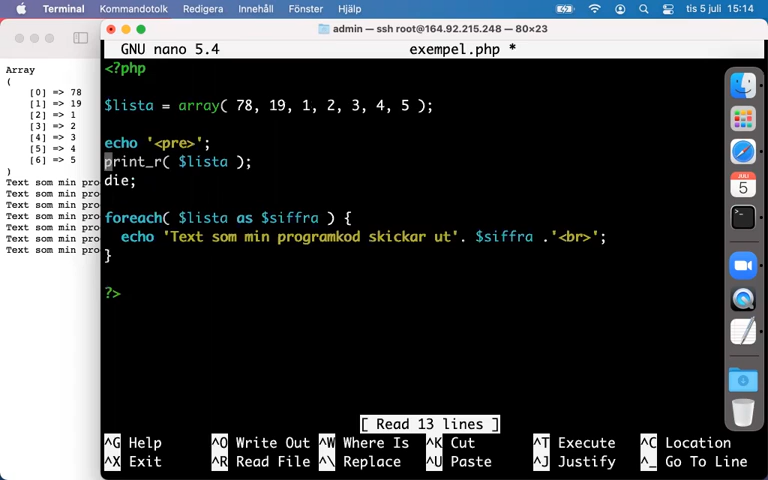 Terminal Kommandotolk Redigera Innehåll Fönster Hjälp tis 5 juli 15:14
admin — ssh root@164.92.215.248 — 80×23
GNU nano 5.4 exempel.php *
<?php
$lista = array( 78, 19, 1, 2, 3, 4, 5 );
echo '<pre>';
print_r( $lista );
die;
foreach( $lista as $siffra ) {
echo 'Text som min programkod skickar ut'. $siffra .'<br>';
}
?>
[ Read 13 lines ]
^G Help ^O Write Out ^W Where Is ^K Cut ^T Execute ^C Location
^X Exit ^R Read File ^\ Replace ^U Paste ^J Justify ^_ Go To Line
Array
(
[0] => 78
[1] => 19
[2] => 1
[3] => 2
[4] => 3
[5] => 4
[6] => 5
)
Text som min pro
Text som min pro
Text som min pro
Text som min pro
Text som min pro
Text som min pro
Text som min pro
JULI
5